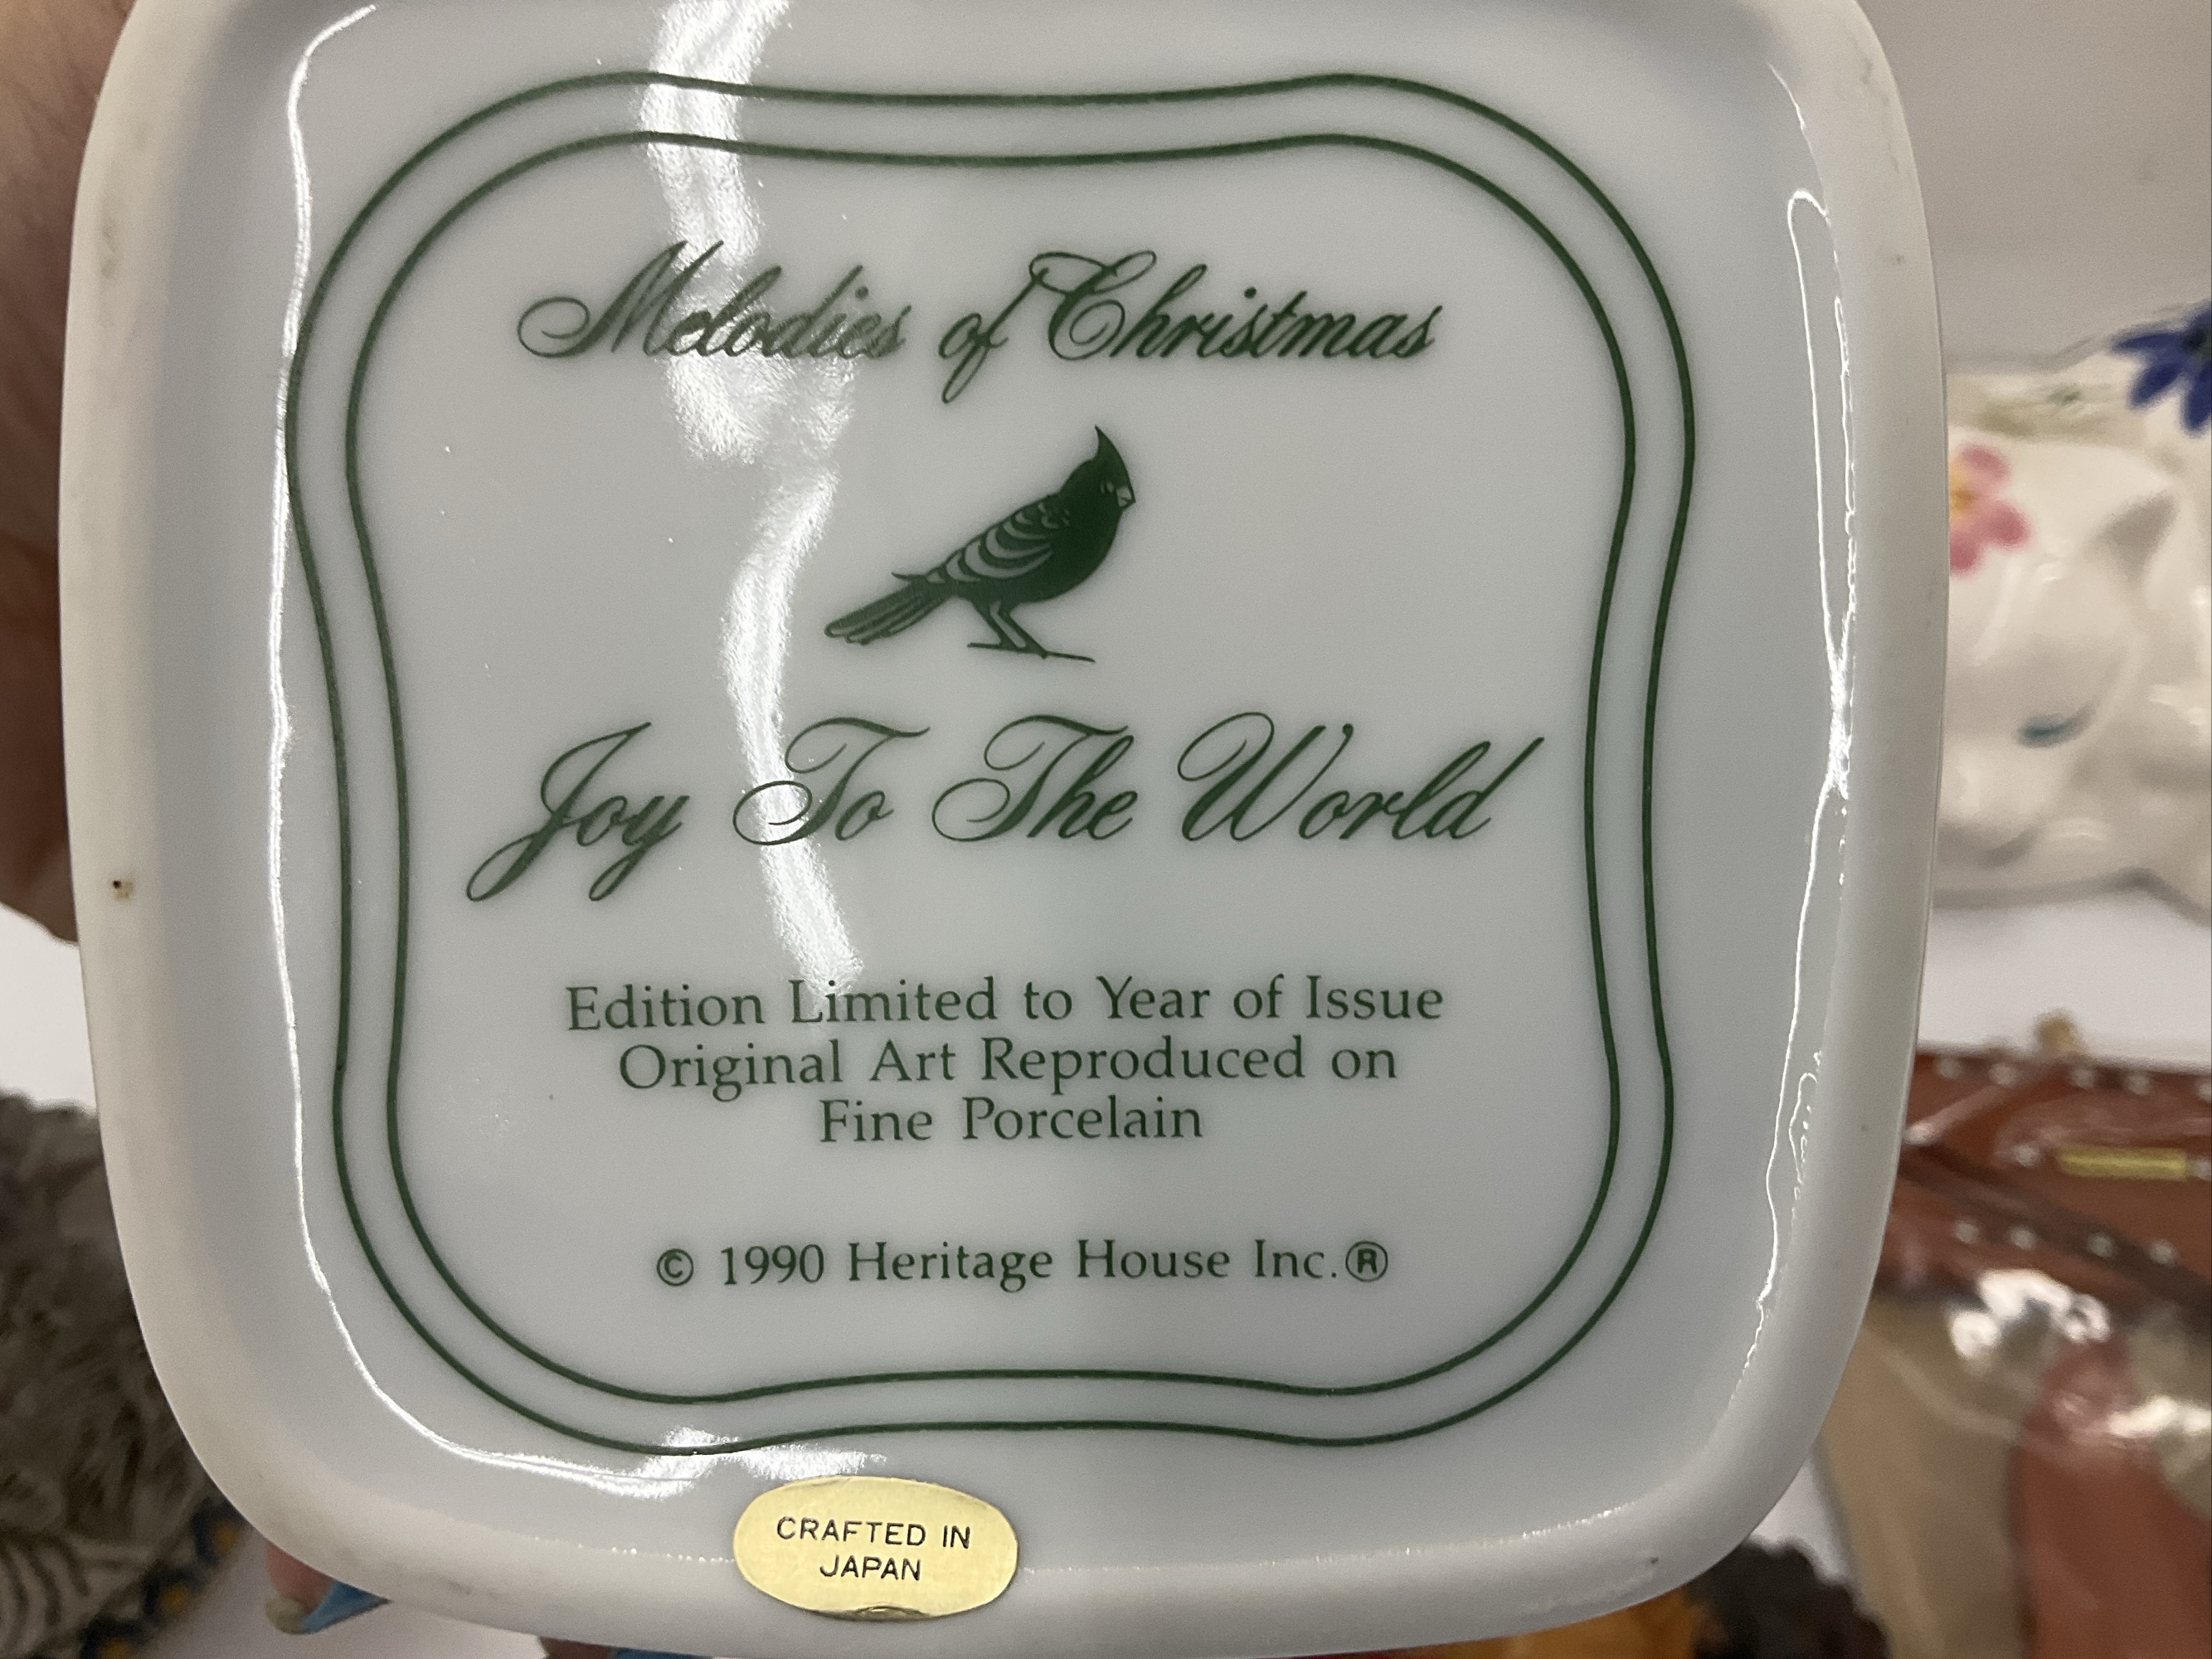 Melodies of Christmas
Joy To The World
Edition Limited to Year of Issue
Original Art Reproduced on
Fine Porcelain
© 1990 Heritage House Inc.®
CRAFTED IN
JAPAN